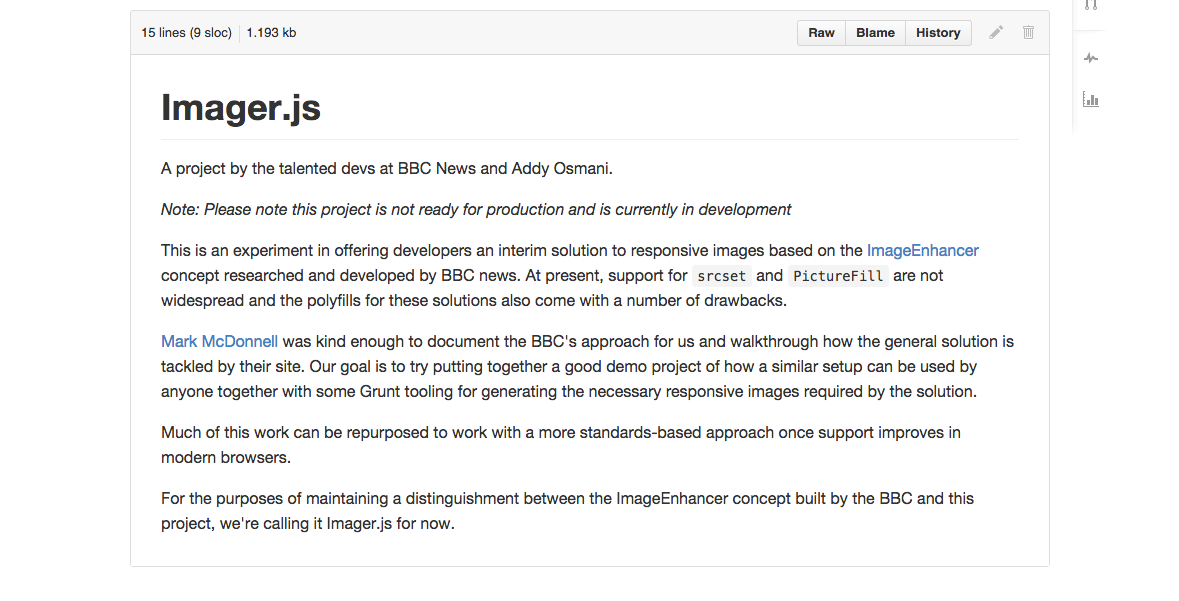 15 lines (9 sloc) 1.193 kb Raw Blame History
Imager.js
A project by the talented devs at BBC News and Addy Osmani.
Note: Please note this project is not ready for production and is currently in development
This is an experiment in offering developers an interim solution to responsive images based on the ImageEnhancer
concept researched and developed by BBC news. At present, support for srcset and PictureFill are not
widespread and the polyfills for these solutions also come with a number of drawbacks.
Mark McDonnell was kind enough to document the BBC's approach for us and walkthrough how the general solution is
tackled by their site. Our goal is to try putting together a good demo project of how a similar setup can be used by
anyone together with some Grunt tooling for generating the necessary responsive images required by the solution.
Much of this work can be repurposed to work with a more standards-based approach once support improves in
modern browsers.
For the purposes of maintaining a distinguishment between the ImageEnhancer concept built by the BBC and this
project, we're calling it Imager.js for now.